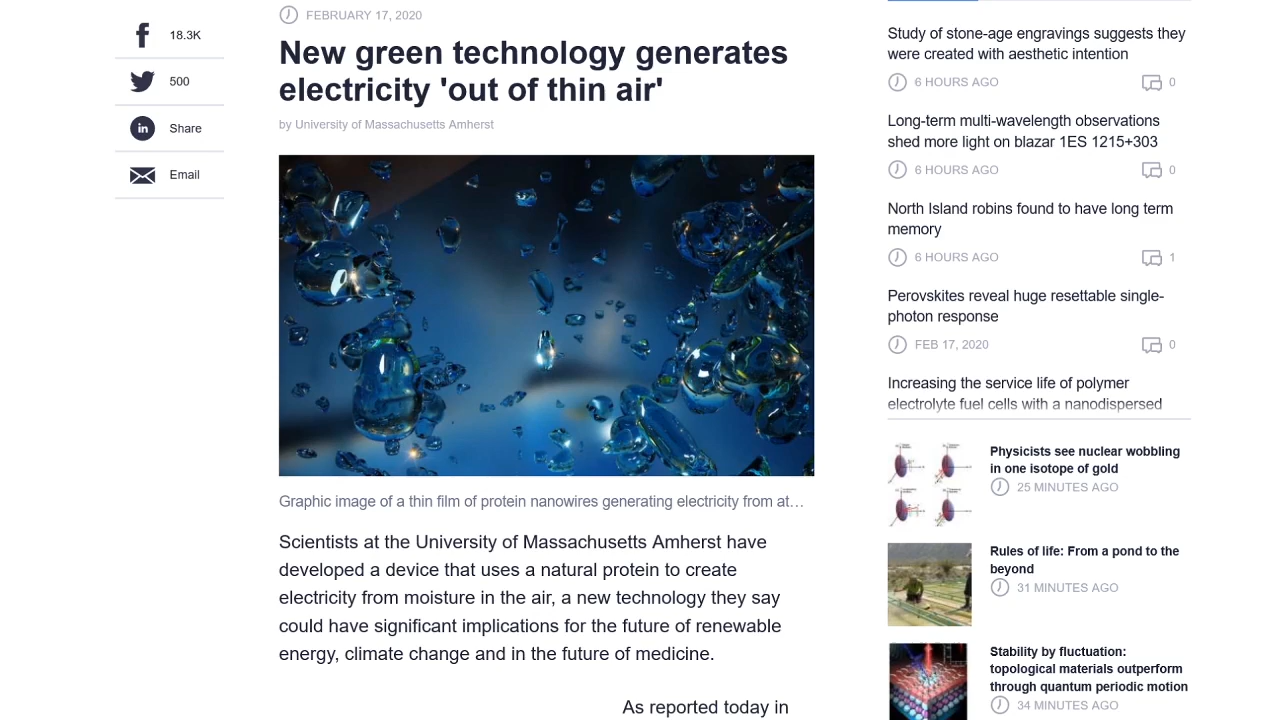 18.3K
500
Share
Email
FEBRUARY 17, 2020
New green technology generates
electricity 'out of thin air'
by University of Massachusetts Amherst
Graphic image of a thin film of protein nanowires generating electricity from at…
Scientists at the University of Massachusetts Amherst have
developed a device that uses a natural protein to create
electricity from moisture in the air, a new technology they say
could have significant implications for the future of renewable
energy, climate change and in the future of medicine.
As reported today in
Study of stone-age engravings suggests they
were created with aesthetic intention
6 HOURS AGO 0
Long-term multi-wavelength observations
shed more light on blazar 1ES 1215+303
6 HOURS AGO 0
North Island robins found to have long term
memory
6 HOURS AGO 1
Perovskites reveal huge resettable single-
photon response
FEB 17, 2020 0
Increasing the service life of polymer
electrolyte fuel cells with a nanodispersed
Physicists see nuclear wobbling
in one isotope of gold
25 MINUTES AGO
Rules of life: From a pond to the
beyond
31 MINUTES AGO
Stability by fluctuation:
topological materials outperform
through quantum periodic motion
34 MINUTES AGO